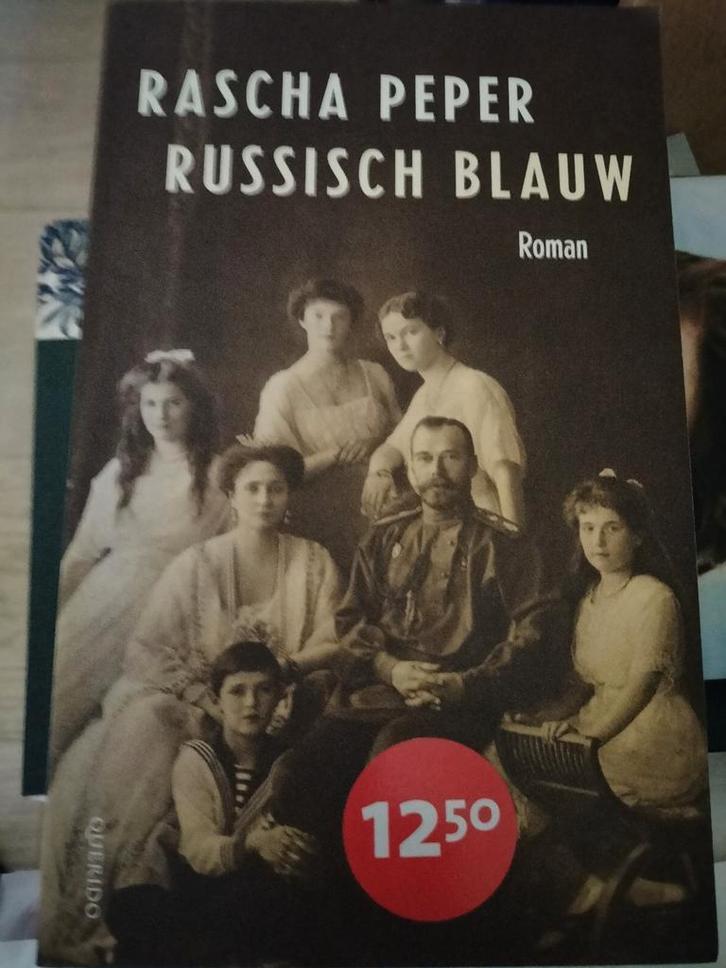 RASCHA PEPER
RUSSISCH BLAUW
Roman
1250
QUERIDO